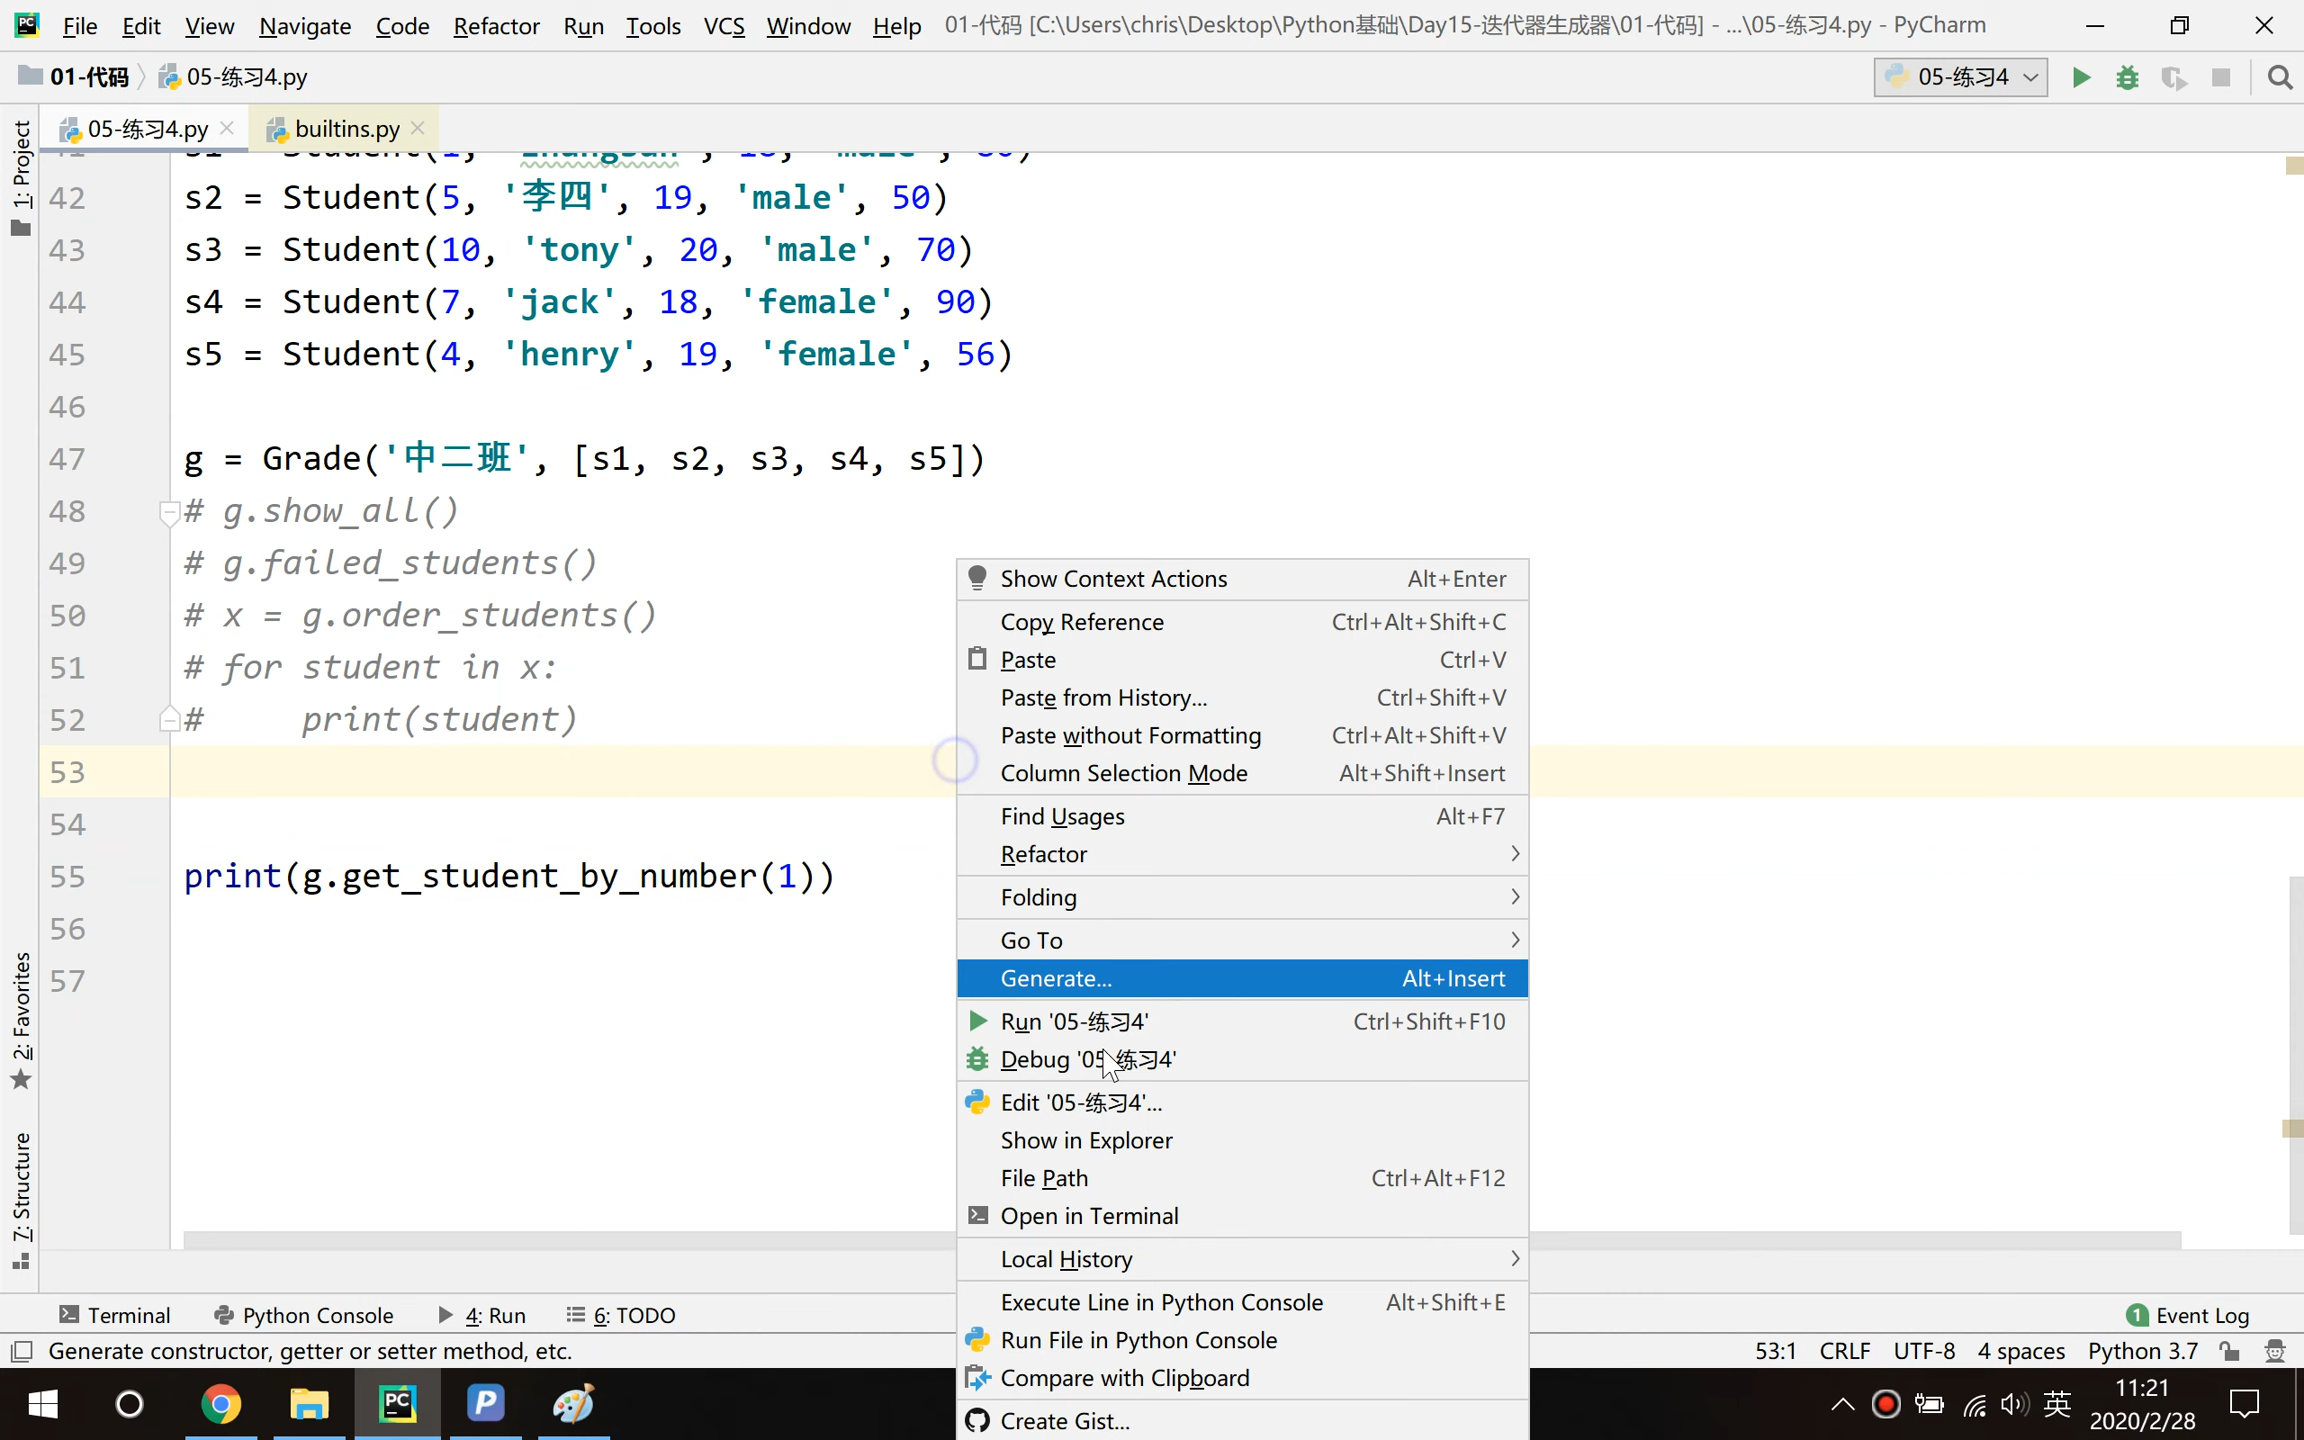 File Edit View Navigate Code Refactor Run Tools VCS Window Help 01-代码 [C:\Users\chris\Desktop\Python基础\Day15-迭代器生成器\01-代码] - ...\05-练习4.py - PyCharm
01-代码 05-练习4.py
05-练习4
05-练习4.py builtins.py
1: Project
42 s2 = Student(5, '李四', 19, 'male', 50)
43 s3 = Student(10, 'tony', 20, 'male', 70)
44 s4 = Student(7, 'jack', 18, 'female', 90)
45 s5 = Student(4, 'henry', 19, 'female', 56)
46
47 g = Grade('中二班', [s1, s2, s3, s4, s5])
48 # g.show_all()
49 # g.failed_students()
50 # x = g.order_students()
51 # for student in x:
52 #     print(student)
53
54
55 print(g.get_student_by_number(1))
56
57
2: Favorites
7: Structure
Show Context Actions Alt+Enter
Copy Reference Ctrl+Alt+Shift+C
Paste Ctrl+V
Paste from History... Ctrl+Shift+V
Paste without Formatting Ctrl+Alt+Shift+V
Column Selection Mode Alt+Shift+Insert
Find Usages Alt+F7
Refactor
Folding
Go To
Generate... Alt+Insert
Run '05-练习4' Ctrl+Shift+F10
Debug '05-练习4'
Edit '05-练习4'...
Show in Explorer
File Path Ctrl+Alt+F12
Open in Terminal
Local History
Execute Line in Python Console Alt+Shift+E
Run File in Python Console
Compare with Clipboard
Create Gist...
Terminal Python Console 4: Run 6: TODO 1 Event Log
Generate constructor, getter or setter method, etc. 53:1 CRLF UTF-8 4 spaces Python 3.7
英 11:21
2020/2/28